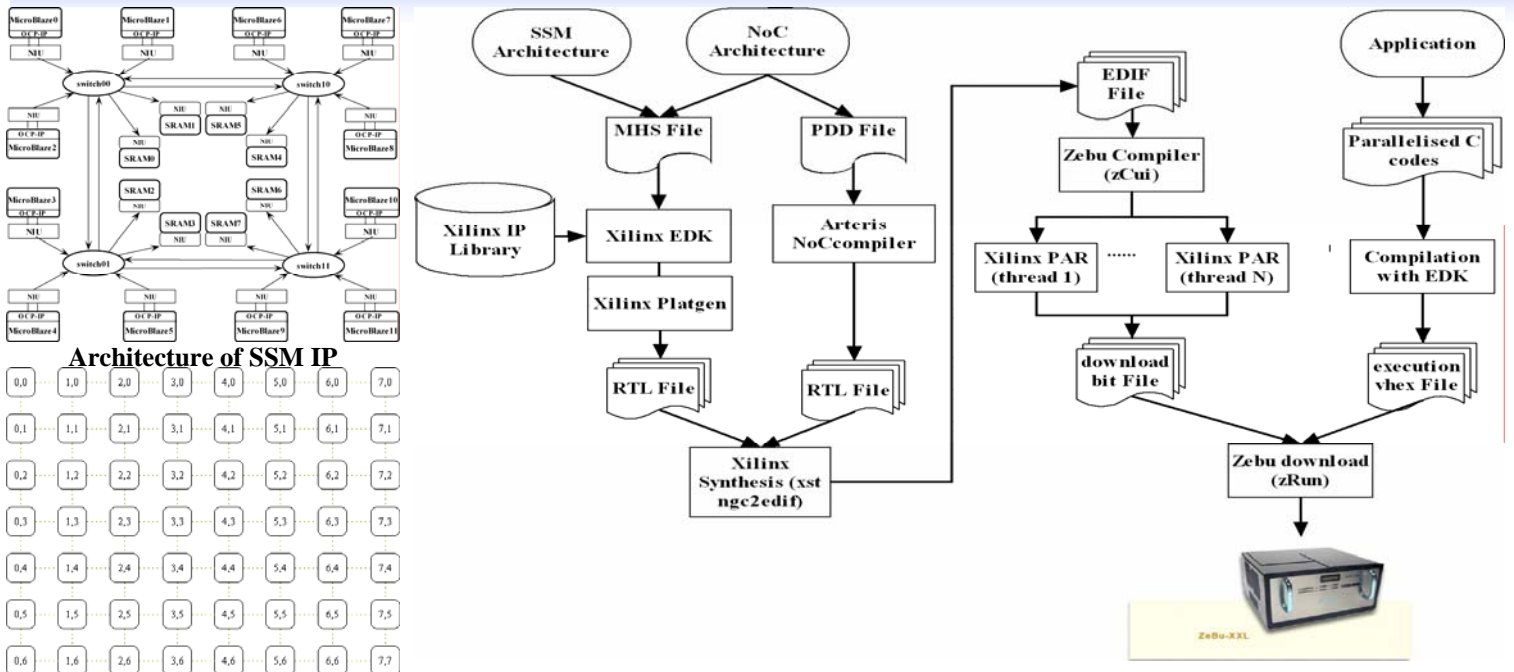 MicroBlaze0
OCP-IP
NIU
MicroBlaze1
OCP-IP
NIU
MicroBlaze6
OCP-IP
NIU
MicroBlaze7
OCP-IP
NIU
switch00
switch10
NIU
OCP-IP
MicroBlaze2
NIU
SRAM1
NIU
SRAM5
NIU
SRAM0
NIU
SRAM4
NIU
OCP-IP
MicroBlaze8
MicroBlaze3
OCP-IP
NIU
SRAM2
NIU
SRAM6
NIU
SRAM3
NIU
SRAM7
NIU
MicroBlaze10
OCP-IP
NIU
switch01
switch11
NIU
OCP-IP
MicroBlaze4
NIU
OCP-IP
MicroBlaze5
NIU
OCP-IP
MicroBlaze9
NIU
OCP-IP
MicroBlaze11
Architecture of SSM IP
0,0 1,0 2,0 3,0 4,0 5,0 6,0 7,0
0,1 1,1 2,1 3,1 4,1 5,1 6,1 7,1
0,2 1,2 2,2 3,2 4,2 5,2 6,2 7,2
0,3 1,3 2,3 3,3 4,3 5,3 6,3 7,3
0,4 1,4 2,4 3,4 4,4 5,4 6,4 7,4
0,5 1,5 2,5 3,5 4,5 5,5 6,5 7,5
0,6 1,6 2,6 3,6 4,6 5,6 6,6 7,7
SSM
Architecture
NoC
Architecture
MHS File
PDD File
Xilinx IP
Library
Xilinx EDK
Arteris
NoCcompiler
Xilinx Platgen
RTL File
RTL File
Xilinx
Synthesis (xst
ngc2edif)
EDIF
File
Zebu Compiler
(zCui)
Xilinx PAR
(thread 1)
......
Xilinx PAR
(thread N)
download
bit File
Application
Parallelised C
codes
Compilation
with EDK
execution
vhex File
Zebu download
(zRun)
ZeBu-XXL